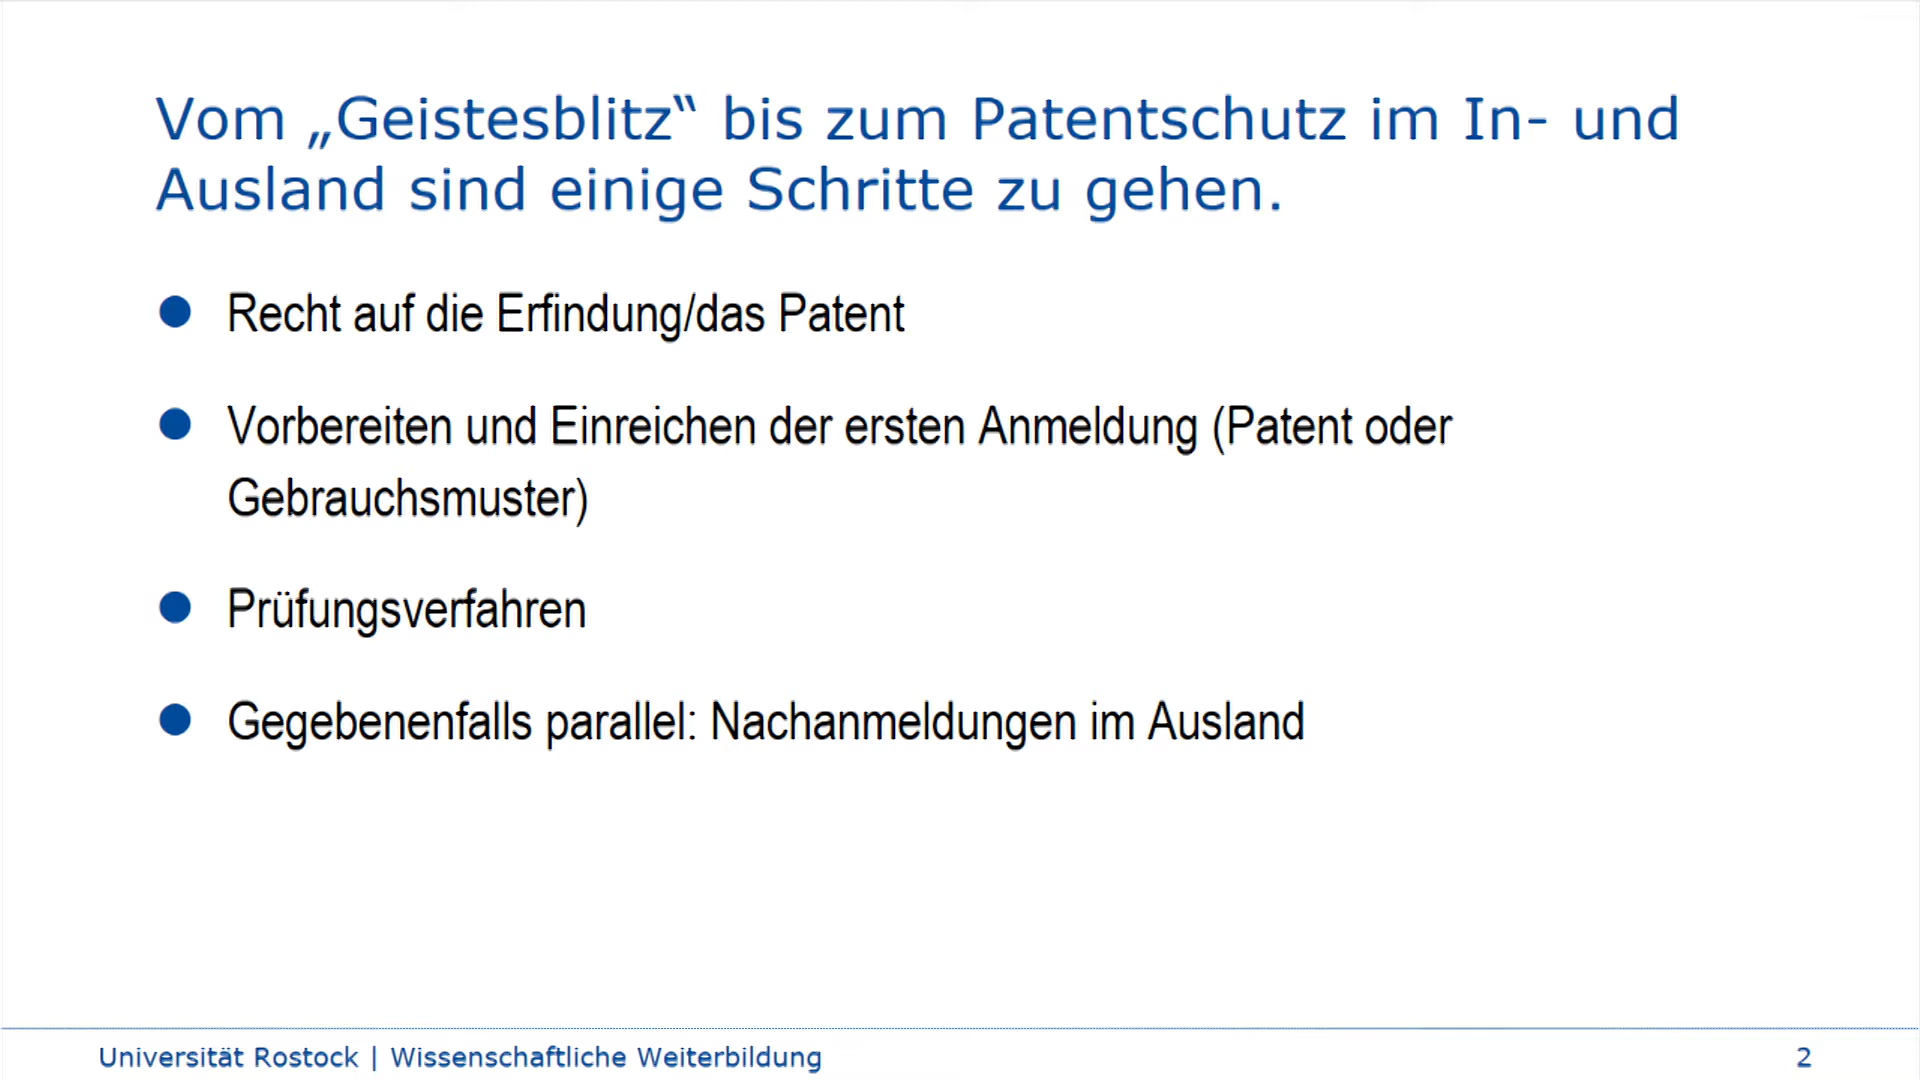 Vom „Geistesblitz“ bis zum Patentschutz im In- und
Ausland sind einige Schritte zu gehen.
Recht auf die Erfindung/das Patent
Vorbereiten und Einreichen der ersten Anmeldung (Patent oder
Gebrauchsmuster)
Prüfungsverfahren
Gegebenenfalls parallel: Nachanmeldungen im Ausland
Universität Rostock | Wissenschaftliche Weiterbildung
2